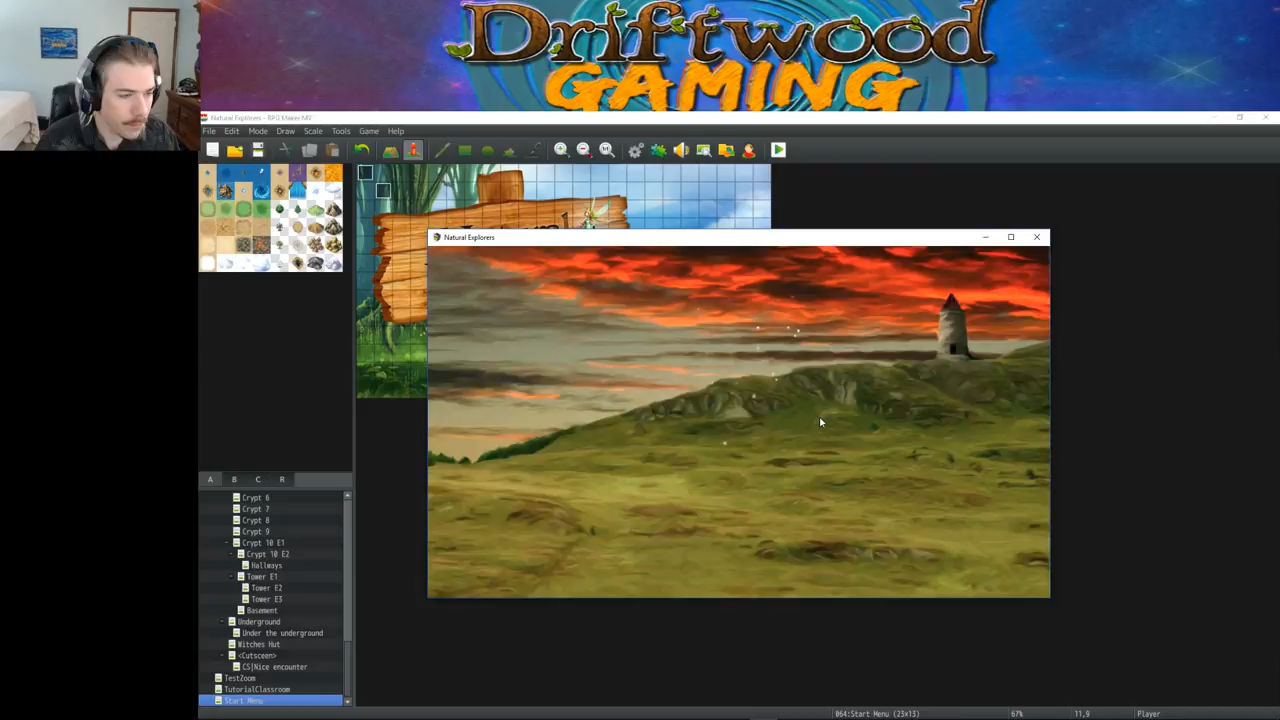 Driftwood
GAMING
Natural Explorers - RPG Maker MV
File Edit Mode Draw Scale Tools Game Help
Natural Explorers
A B C R
Crypt 6
Crypt 7
Crypt 8
Crypt 9
Crypt 10 E1
Crypt 10 E2
Hallways
Tower E1
Tower E2
Tower E3
Basement
Underground
Under the underground
Witches Hut
<Cutsceen>
CS|Nice encounter
TestZoom
TutorialClassroom
Start Menu
064:Start Menu (23x13) 67% 11,9 Player